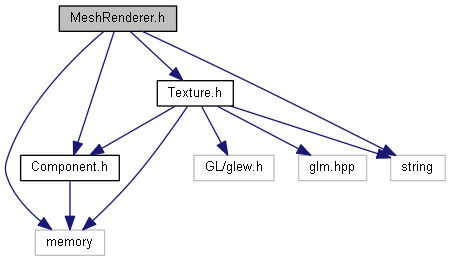 MeshRenderer.h
Texture.h
Component.h
GL/glew.h
glm.hpp
string
memory